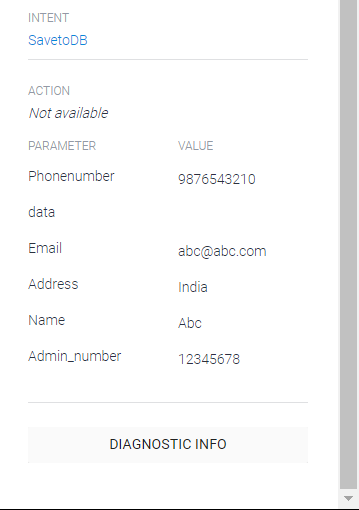 INTENT
SavetoDB
ACTION
Not available
PARAMETER VALUE
Phonenumber 9876543210
data
Email abc@abc.com
Address India
Name Abc
Admin_number 12345678
DIAGNOSTIC INFO